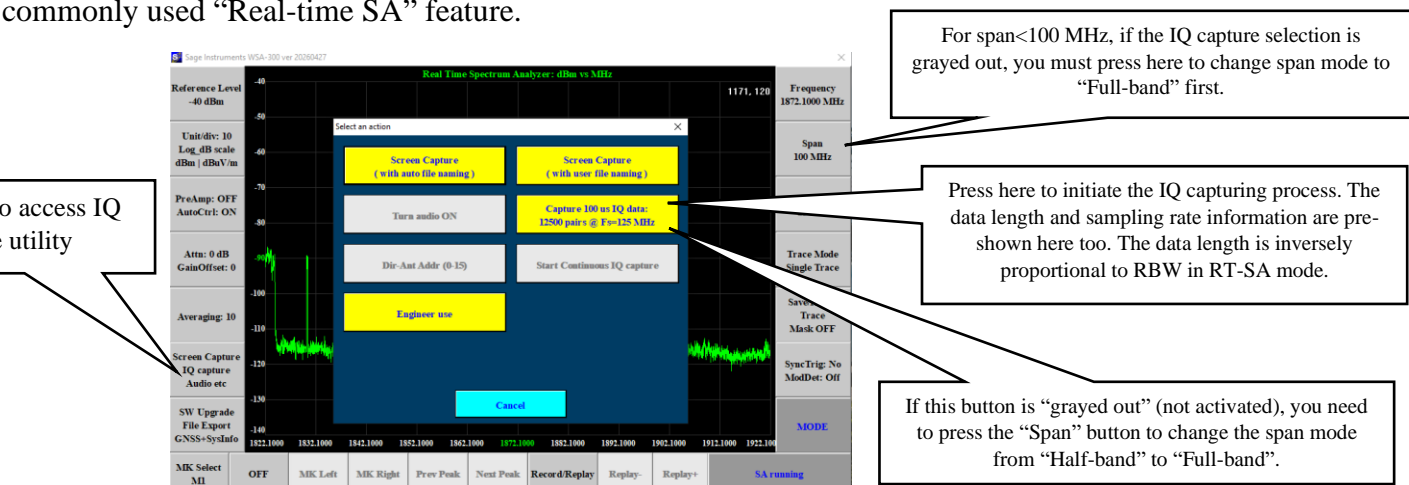 commonly used “Real-time SA” feature.
For span<100 MHz, if the IQ capture selection is
grayed out, you must press here to change span mode to
“Full-band” first.
Sage Instruments WSA-300 ver 20260427
Real Time Spectrum Analyzer: dBm vs MHz
Reference Level
-40 dBm
-40
1171, 120
Frequency
1872.1000 MHz
-50
Unit/div: 10
Log_dB scale
dBm | dBuV/m
-60
Select an action
Screen Capture
( with auto file naming )
Screen Capture
( with user file naming )
Span
100 MHz
PreAmp: OFF
AutoCtrl: ON
-70
-80
Turn audio ON
Capture 100 us IQ data:
12500 pairs @ Fs=125 MHz
Press here to initiate the IQ capturing process. The
data length and sampling rate information are pre-
shown here too. The data length is inversely
proportional to RBW in RT-SA mode.
o access IQ
utility
Attn: 0 dB
GainOffset: 0
-90
Dir-Ant Addr (0-15)
Start Continuous IQ capture
Trace Mode
Single Trace
-100
Averaging: 10
-110
Engineer use
Trace
Mask OFF
Screen Capture
IQ capture
Audio etc
-120
SyncTrig: No
ModDet: Off
-130
Cancel
SW Upgrade
File Export
GNSS+SysInfo
-140
MODE
1822.1000 1832.1000 1842.1000 1852.1000 1862.1000 1872.1000 1882.1000 1892.1000 1902.1000 1912.1000 1922.100
If this button is “grayed out” (not activated), you need
to press the “Span” button to change the span mode
from “Half-band” to “Full-band”.
MK Select
M1
OFF
MK Left
MK Right
Prev Peak
Next Peak
Record/Replay
Replay-
Replay+
SA running